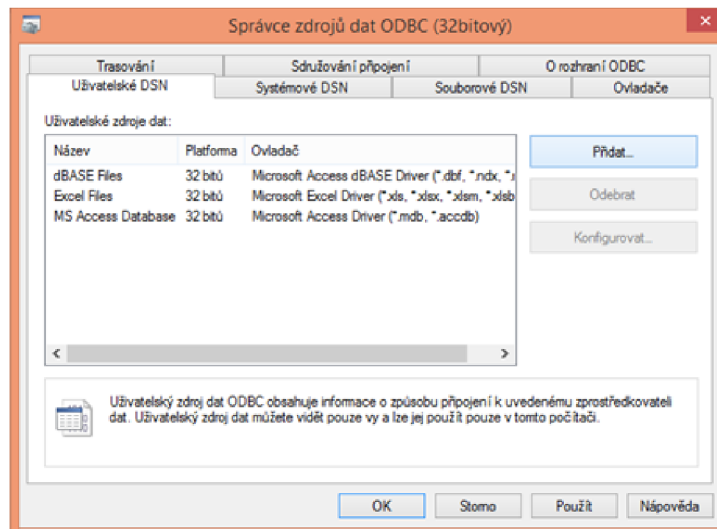 Správce zdrojů dat ODBC (32bitový)
Trasování Sdružování připojení O rozhraní ODBC
Uživatelské DSN Systémové DSN Souborové DSN Ovladače
Uživatelské zdroje dat:
Název Platforma Ovladač
dBASE Files 32 bitů Microsoft Access dBASE Driver (*.dbf, *.ndx, *.
Excel Files 32 bitů Microsoft Excel Driver (*.xls, *.xlsx, *.xlsm, *.xlsb
MS Access Database 32 bitů Microsoft Access Driver (*.mdb, *.accdb)
Přidat...
Odebrat
Konfigurovat...
Uživatelský zdroj dat ODBC obsahuje informace o způsobu připojení k uvedenému zprostředkovateli
dat. Uživatelský zdroj dat můžete vidět pouze vy a lze jej použít pouze v tomto počítači.
OK Storno Použít Nápověda